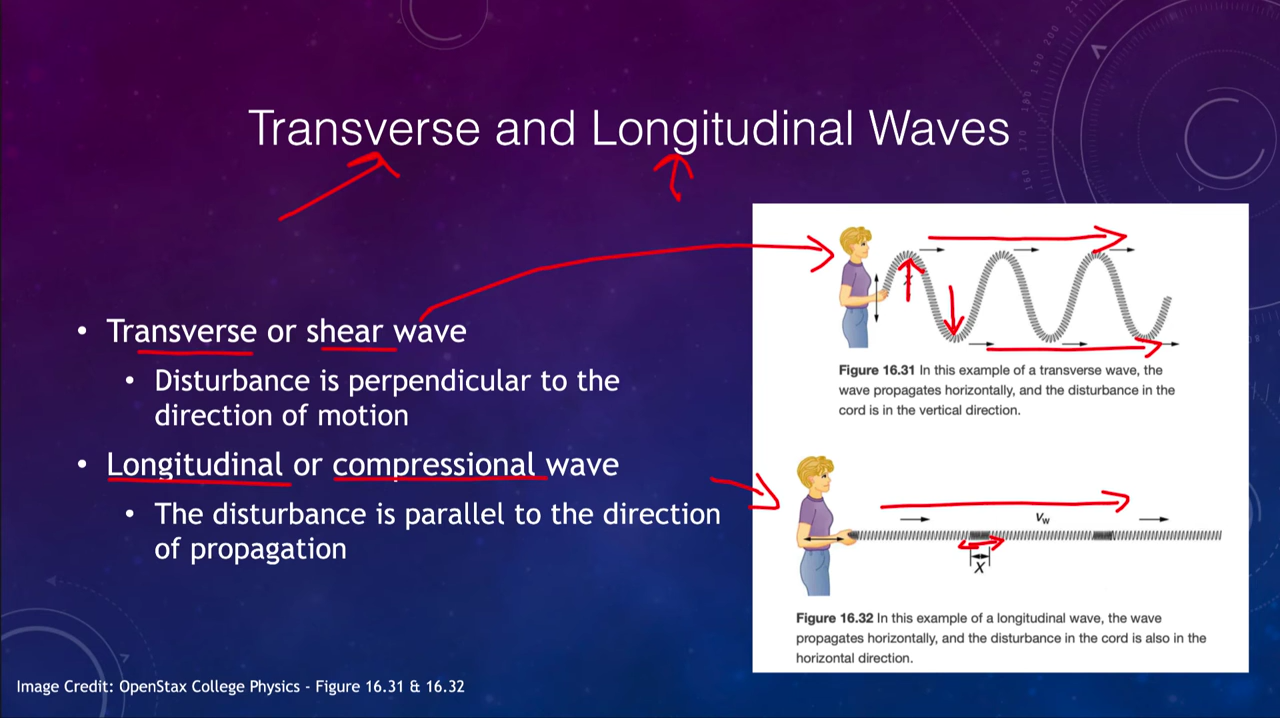 Transverse and Longitudinal Waves
• Transverse or shear wave
• Disturbance is perpendicular to the
direction of motion
• Longitudinal or compressional wave
• The disturbance is parallel to the direction
of propagation
Figure 16.31 In this example of a transverse wave, the
wave propagates horizontally, and the disturbance in the
cord is in the vertical direction.
Vw
X
Figure 16.32 In this example of a longitudinal wave, the wave
propagates horizontally, and the disturbance in the cord is also in the
horizontal direction.
Image Credit: OpenStax College Physics - Figure 16.31 & 16.32
160
170
190
200